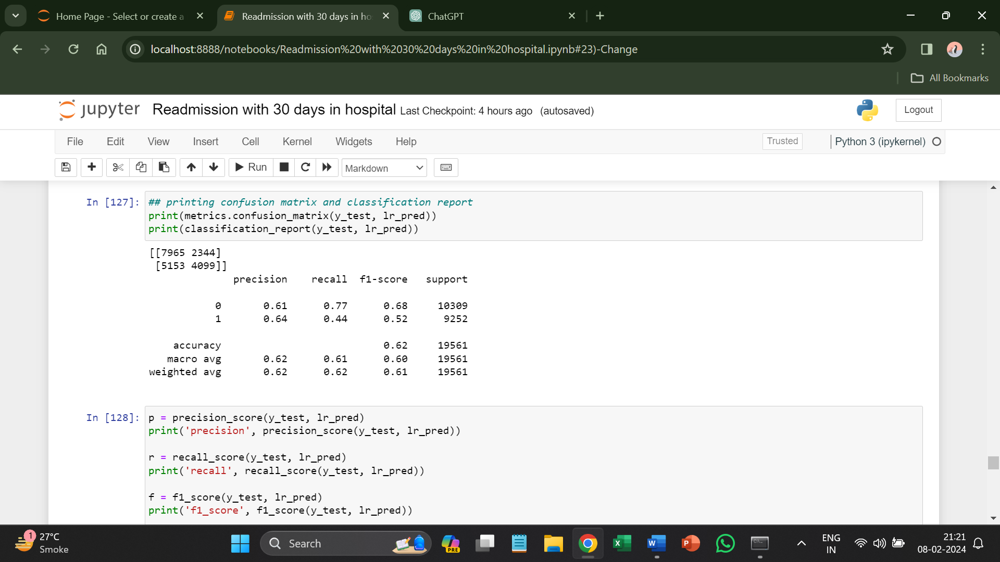 Home Page - Select or create a
Readmission with 30 days in ho
ChatGPT
localhost:8888/notebooks/Readmission%20with%2030%20days%20in%20hospital.ipynb#23)-Change
All Bookmarks
jupyter Readmission with 30 days in hospital Last Checkpoint: 4 hours ago (autosaved)
Logout
File Edit View Insert Cell Kernel Widgets Help
Trusted
Python 3 (ipykernel)
Run
Markdown
In [127]: ## printing confusion matrix and classification report
print(metrics.confusion_matrix(y_test, lr_pred))
print(classification_report(y_test, lr_pred))
[[7965 2344]
[5153 4099]]
precision recall f1-score support
0 0.61 0.77 0.68 10309
1 0.64 0.44 0.52 9252
accuracy 0.62 19561
macro avg 0.62 0.61 0.60 19561
weighted avg 0.62 0.62 0.61 19561
In [128]: p = precision_score(y_test, lr_pred)
print('precision', precision_score(y_test, lr_pred))
r = recall_score(y_test, lr_pred)
print('recall', recall_score(y_test, lr_pred))
f = f1_score(y_test, lr_pred)
print('f1_score', f1_score(y_test, lr_pred))
1
27°C
Smoke
Search
PRE
X
W
P
C:\_
ENG
IN
21:21
08-02-2024